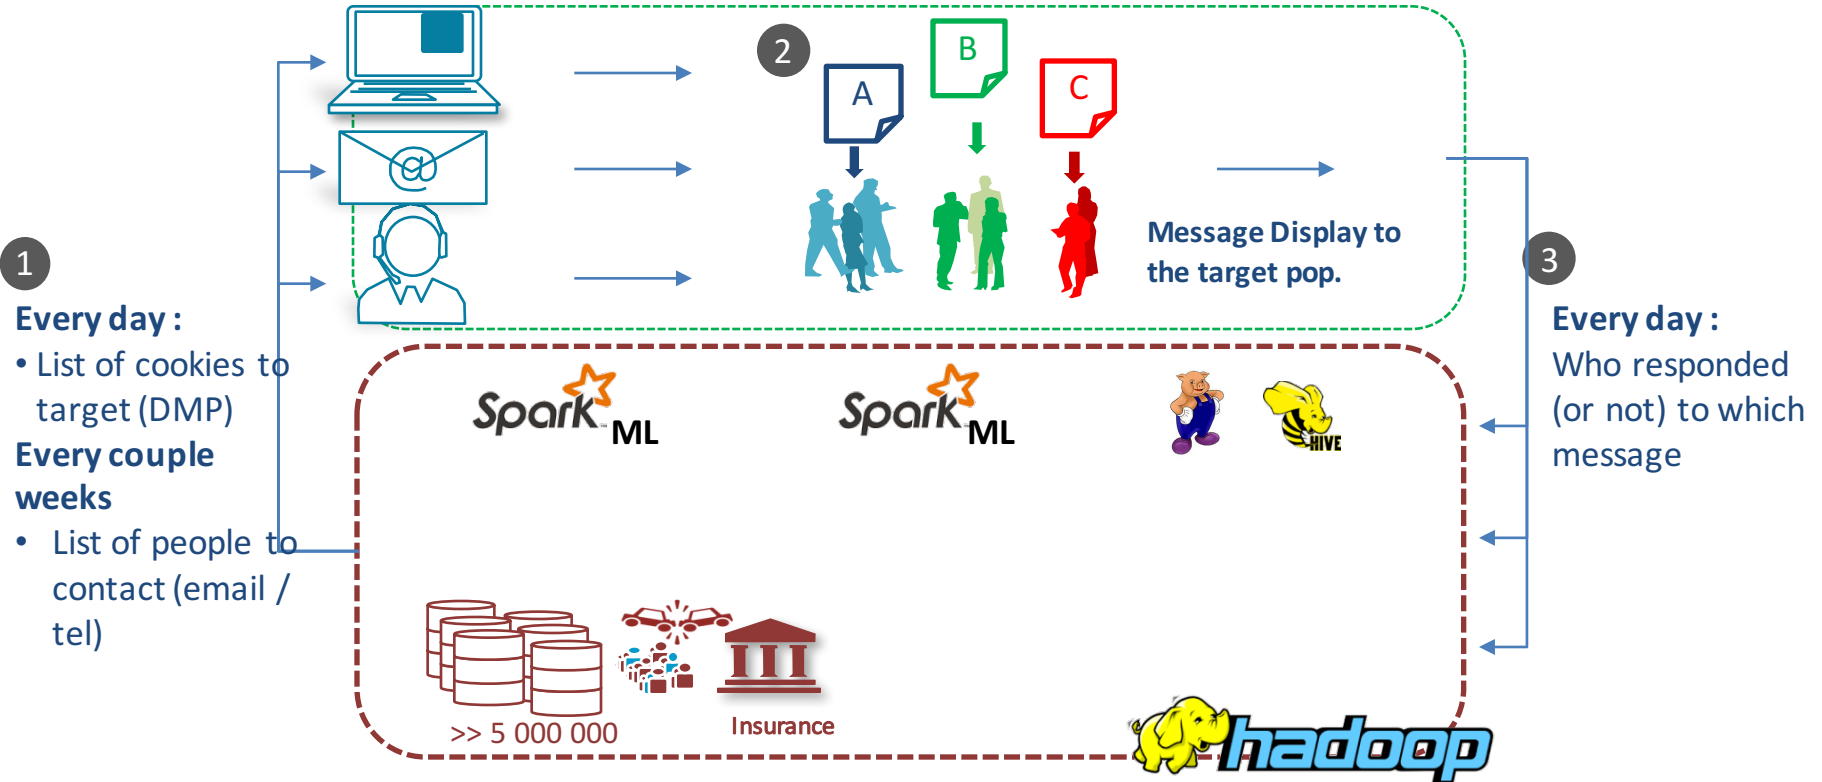 2
A
B
C
@
Message Display to
the target pop.
1
Every day :
• List of cookies to
target (DMP)
Every couple
weeks
• List of people to
contact (email /
tel)
3
Every day :
Who responded
(or not) to which
message
Spark ML
Spark ML
HIVE
>> 5 000 000
Insurance
hadoop